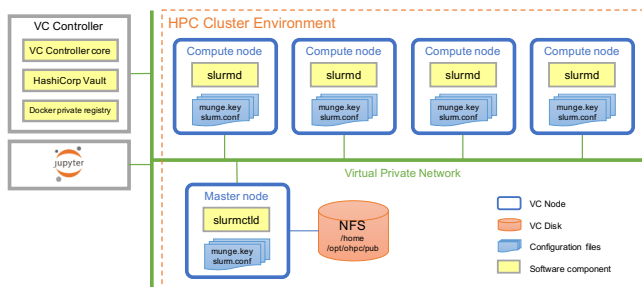 VC Controller
VC Controller core
HashiCorp Vault
Docker private registry
jupyter
HPC Cluster Environment
Compute node
slurmd
munge.key
slurm.conf
Compute node
slurmd
munge.key
slurm.conf
Compute node
slurmd
munge.key
slurm.conf
Compute node
slurmd
munge.key
slurm.conf
Virtual Private Network
Master node
slurmctld
munge.key
slurm.conf
NFS
/home
/opt/ohpc/pub
VC Node
VC Disk
Configuration files
Software component